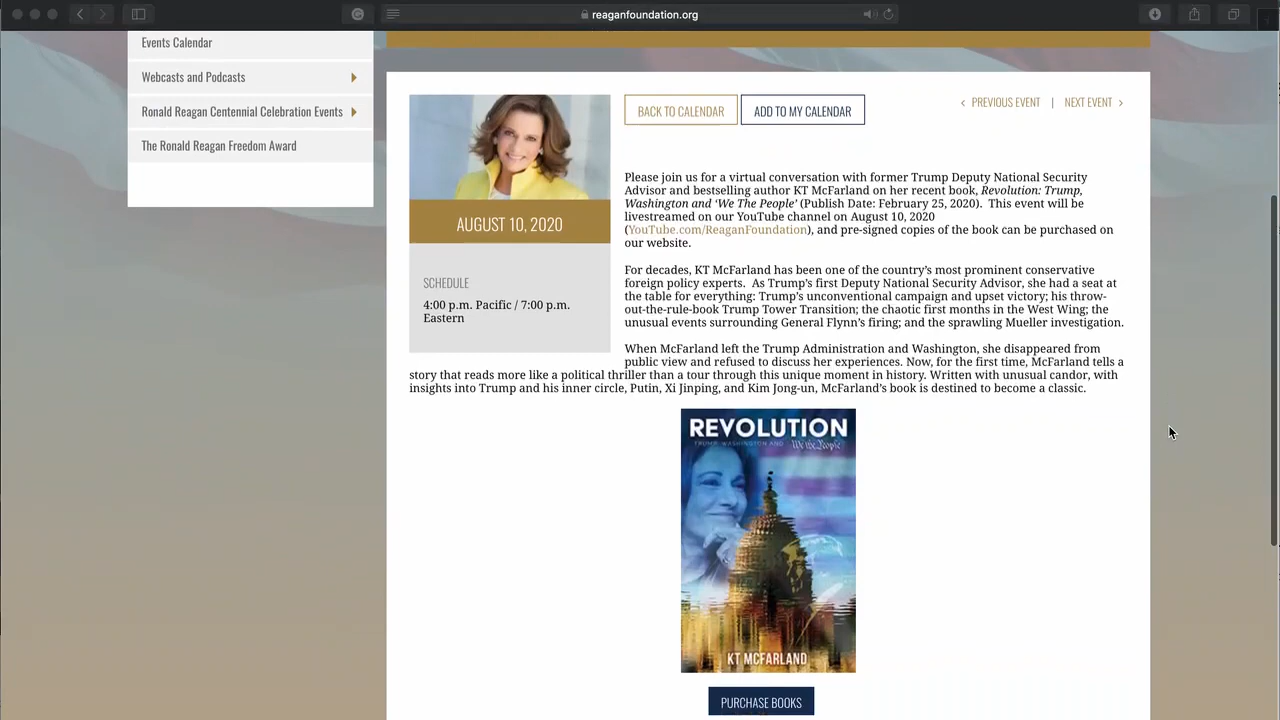 reaganfoundation.org
Events Calendar
Webcasts and Podcasts
Ronald Reagan Centennial Celebration Events
The Ronald Reagan Freedom Award
AUGUST 10, 2020
SCHEDULE
4:00 p.m. Pacific / 7:00 p.m.
Eastern
BACK TO CALENDAR
ADD TO MY CALENDAR
‹ PREVIOUS EVENT | NEXT EVENT ›
Please join us for a virtual conversation with former Trump Deputy National Security
Advisor and bestselling author KT McFarland on her recent book, Revolution: Trump,
Washington and ‘We The People’ (Publish Date: February 25, 2020).  This event will be
livestreamed on our YouTube channel on August 10, 2020
(YouTube.com/ReaganFoundation), and pre-signed copies of the book can be purchased on
our website.
For decades, KT McFarland has been one of the country’s most prominent conservative
foreign policy experts.  As Trump’s first Deputy National Security Advisor, she had a seat at
the table for everything: Trump’s unconventional campaign and upset victory; his throw-
out-the-rule-book Trump Tower Transition; the chaotic first months in the West Wing; the
unusual events surrounding General Flynn’s firing; and the sprawling Mueller investigation.
When McFarland left the Trump Administration and Washington, she disappeared from
public view and refused to discuss her experiences. Now, for the first time, McFarland tells a
story that reads more like a political thriller than a tour through this unique moment in history. Written with unusual candor, with
insights into Trump and his inner circle, Putin, Xi Jinping, and Kim Jong-un, McFarland’s book is destined to become a classic.
REVOLUTION
TRUMP, WASHINGTON AND We the People
KT MCFARLAND
PURCHASE BOOKS